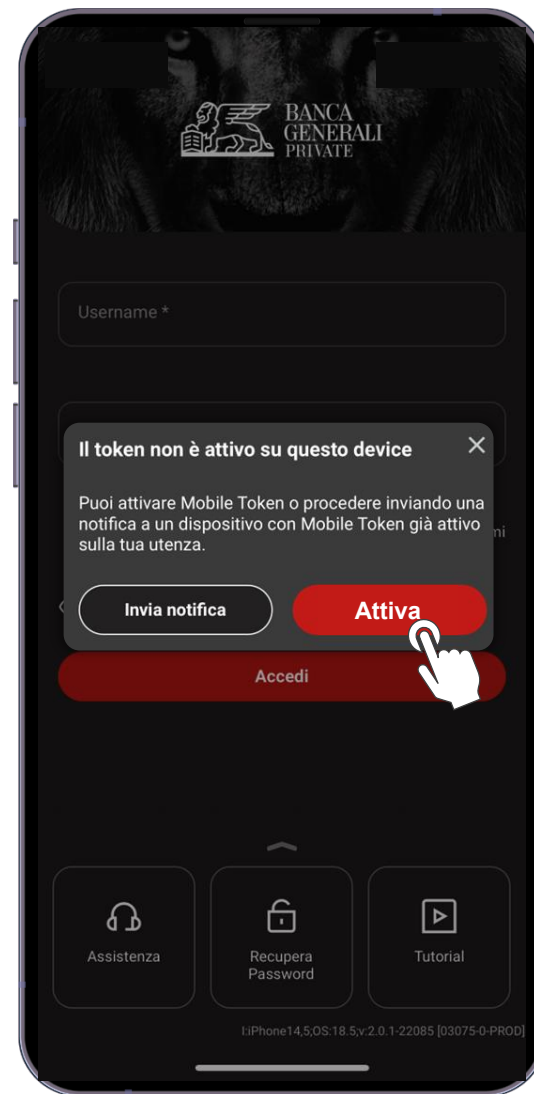 BANCA
GENERALI
PRIVATE
Username *
Il token non è attivo su questo device
Puoi attivare Mobile Token o procedere inviando una
notifica a un dispositivo con Mobile Token già attivo
sulla tua utenza.
Invia notifica
Attiva
Accedi
Assistenza
Recupera
Password
Tutorial
I:iPhone14,5;OS:18.5;v:2.0.1-22085 [03075-0-PROD]